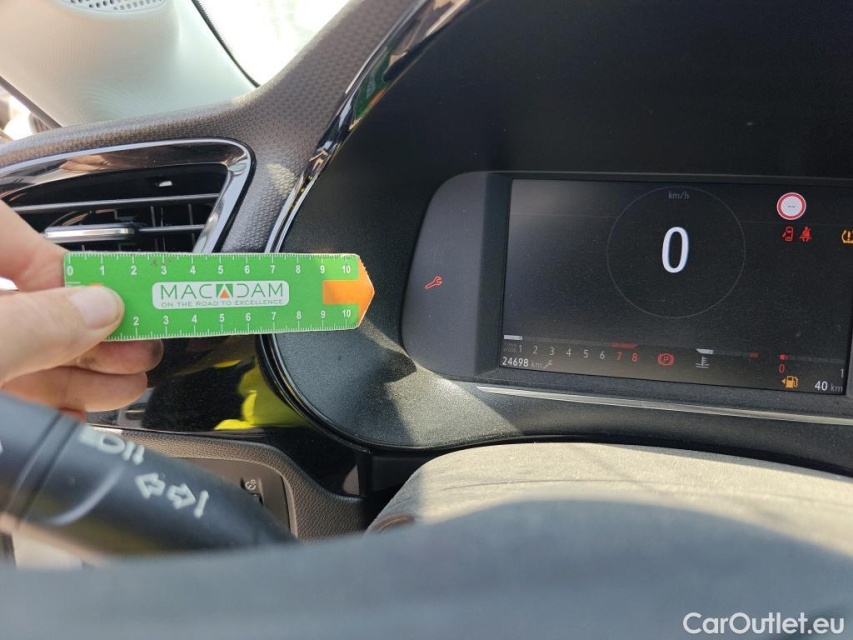 0 1 2 3 4 5 6 7 8 9 10
MACADAM
ON THE ROAD TO EXCELLENCE
2 3 4 5 6 7 8 9 10
km/h
0
1 2 3 4 5 6 7 8
24698 km
0 1
40 km
CarOutlet.eu